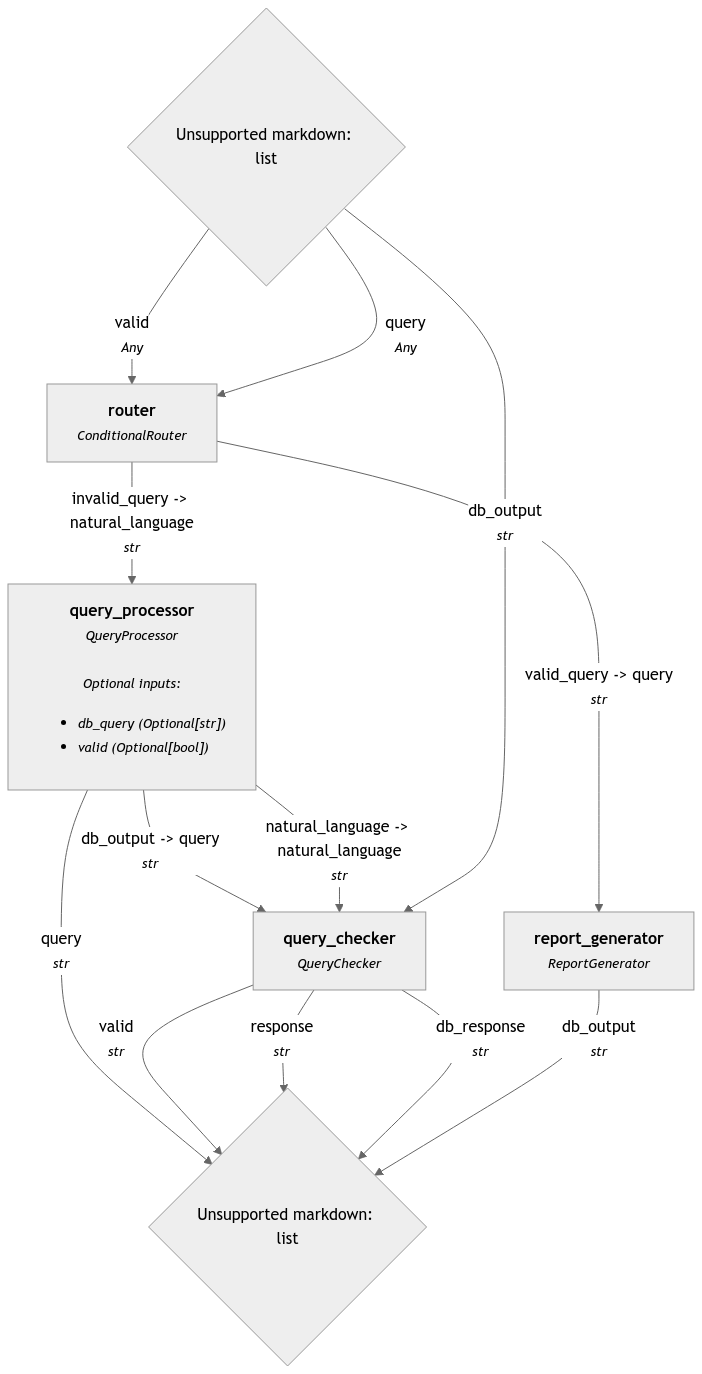 Unsupported markdown:
list
valid
Any
query
Any
router
ConditionalRouter
invalid_query ->
natural_language
str
db_output
str
query_processor
QueryProcessor
Optional inputs:
db_query (Optional[str])
valid (Optional[bool])
valid_query -> query
str
db_output -> query
str
natural_language ->
natural_language
str
query
str
query_checker
QueryChecker
report_generator
ReportGenerator
valid
str
response
str
db_response
str
db_output
str
Unsupported markdown:
list